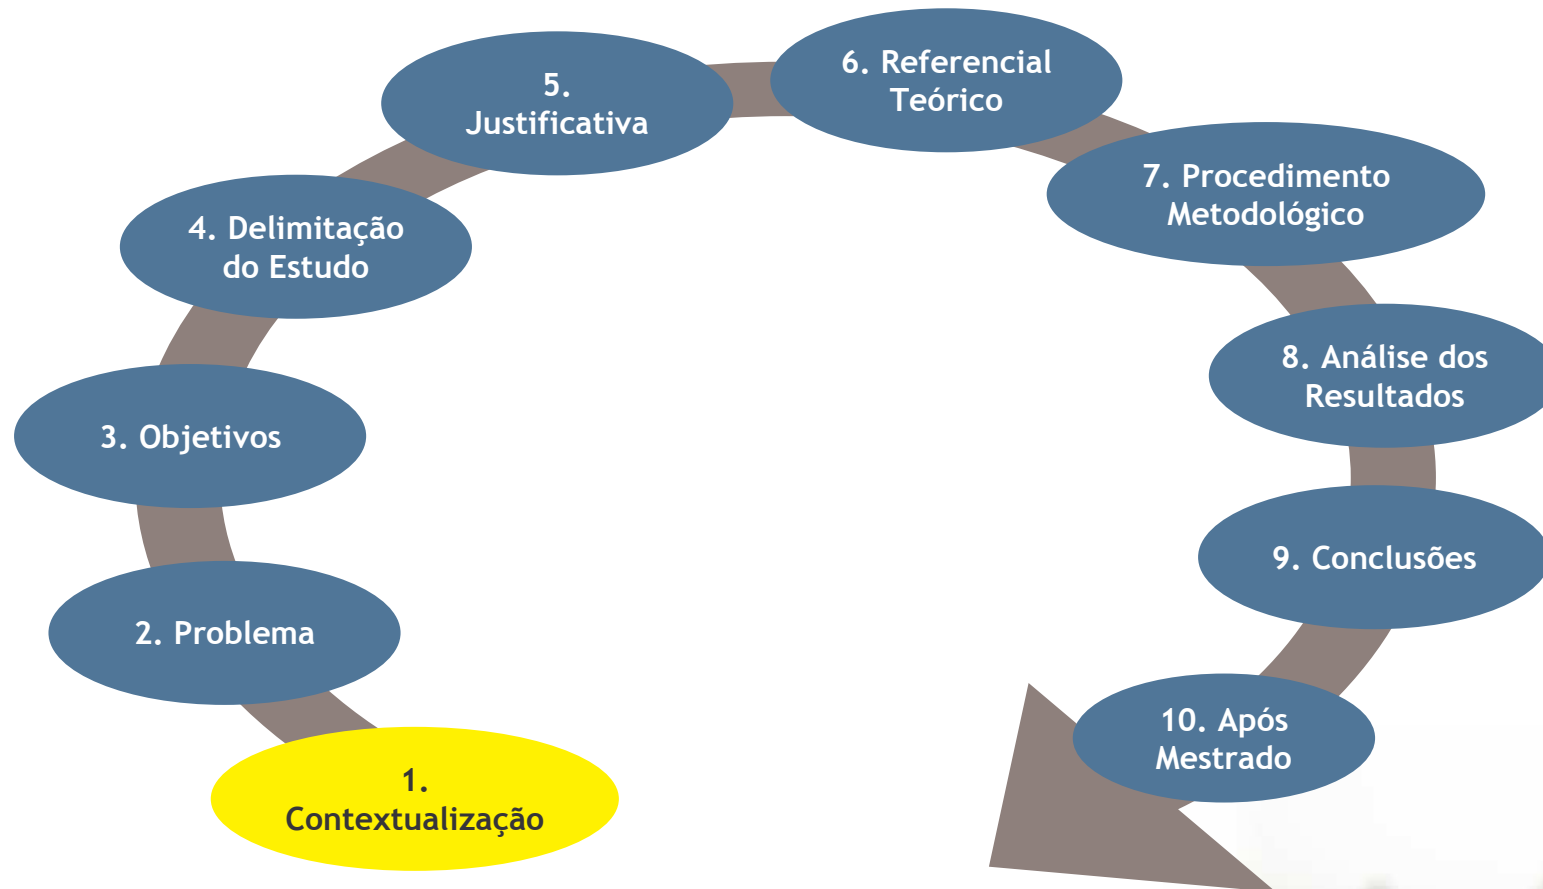 1.
Contextualização
2. Problema
3. Objetivos
4. Delimitação
do Estudo
5.
Justificativa
6. Referencial
Teórico
7. Procedimento
Metodológico
8. Análise dos
Resultados
9. Conclusões
10. Após
Mestrado